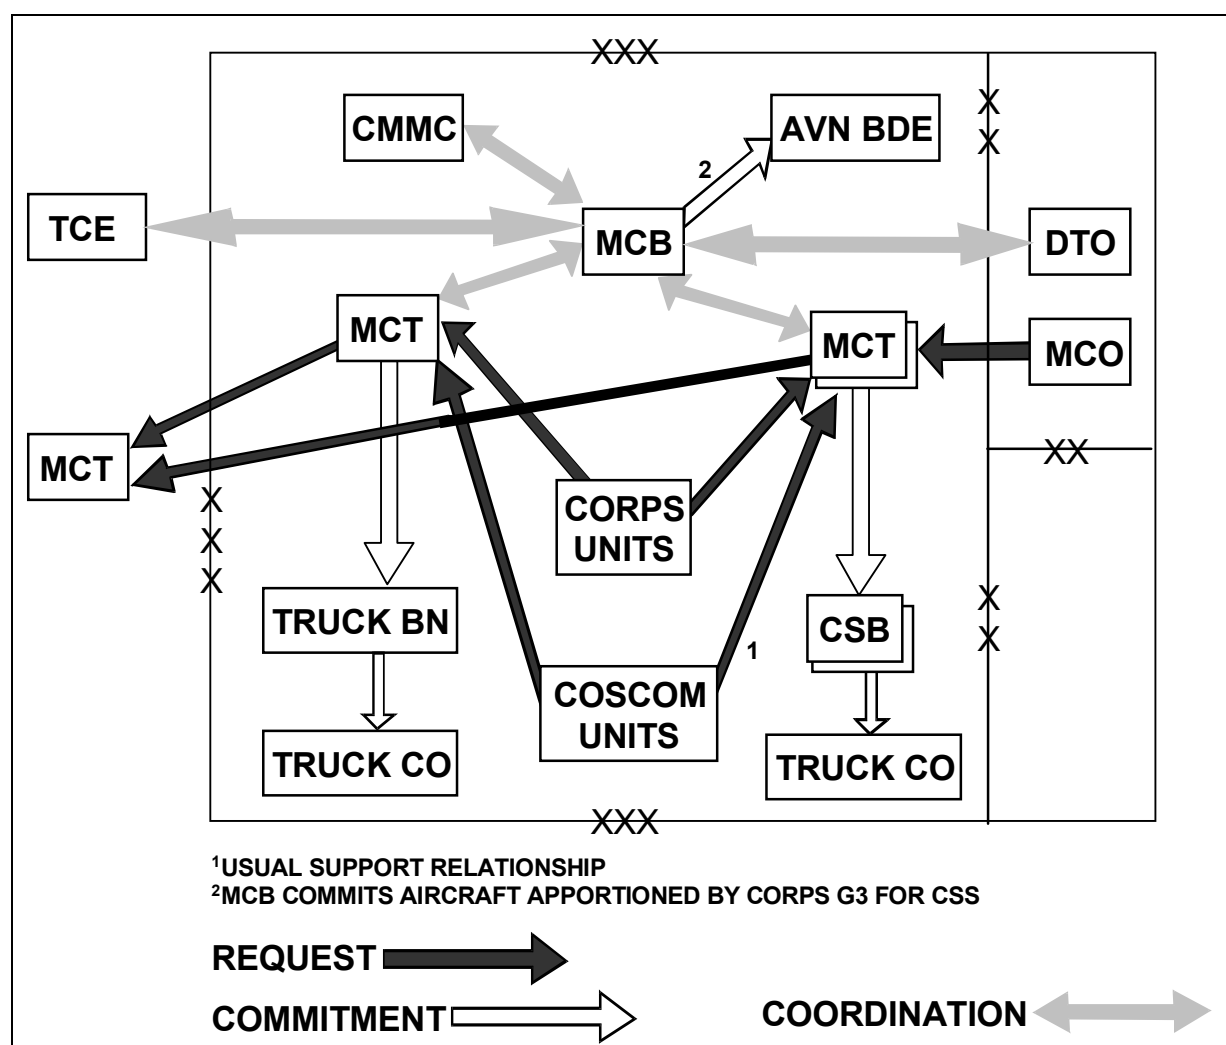 XXX
CMMC
AVN BDE
X
X
2
TCE
MCB
DTO
MCT
MCT
MCO
MCT
XX
X
X
X
CORPS
UNITS
TRUCK BN
CSB
X
X
1
COSCOM
UNITS
TRUCK CO
TRUCK CO
XXX
¹USUAL SUPPORT RELATIONSHIP
²MCB COMMITS AIRCRAFT APPORTIONED BY CORPS G3 FOR CSS
REQUEST
COMMITMENT
COORDINATION